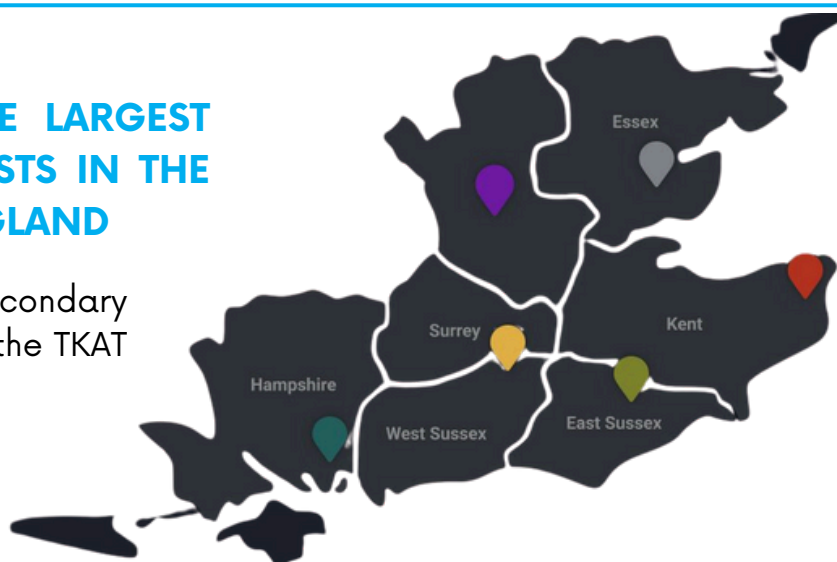 E LARGEST
STS IN THE
GLAND
condary
the TKAT
Essex
Kent
Surrey
Hampshire
West Sussex
East Sussex